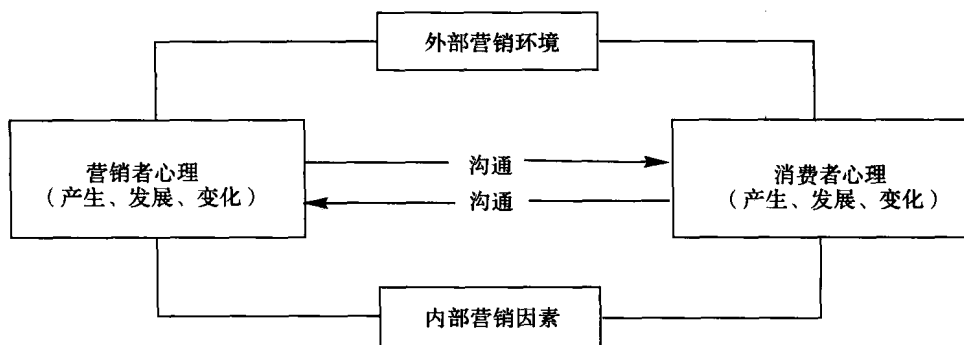 外部营销环境
营销者心理
（产生、发展、变化）
沟通
沟通
消费者心理
（产生、发展、变化）
内部营销因素